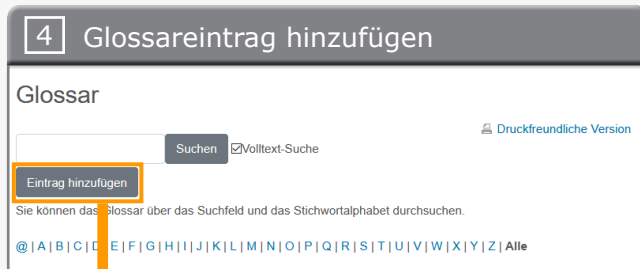 4 Glossareintrag hinzufügen
Glossar
Druckfreundliche Version
Suchen Volltext-Suche
Eintrag hinzufügen
Sie können das Glossar über das Suchfeld und das Stichwortalphabet durchsuchen.
@ | A | B | C | D | E | F | G | H | I | J | K | L | M | N | O | P | Q | R | S | T | U | V | W | X | Y | Z | Alle